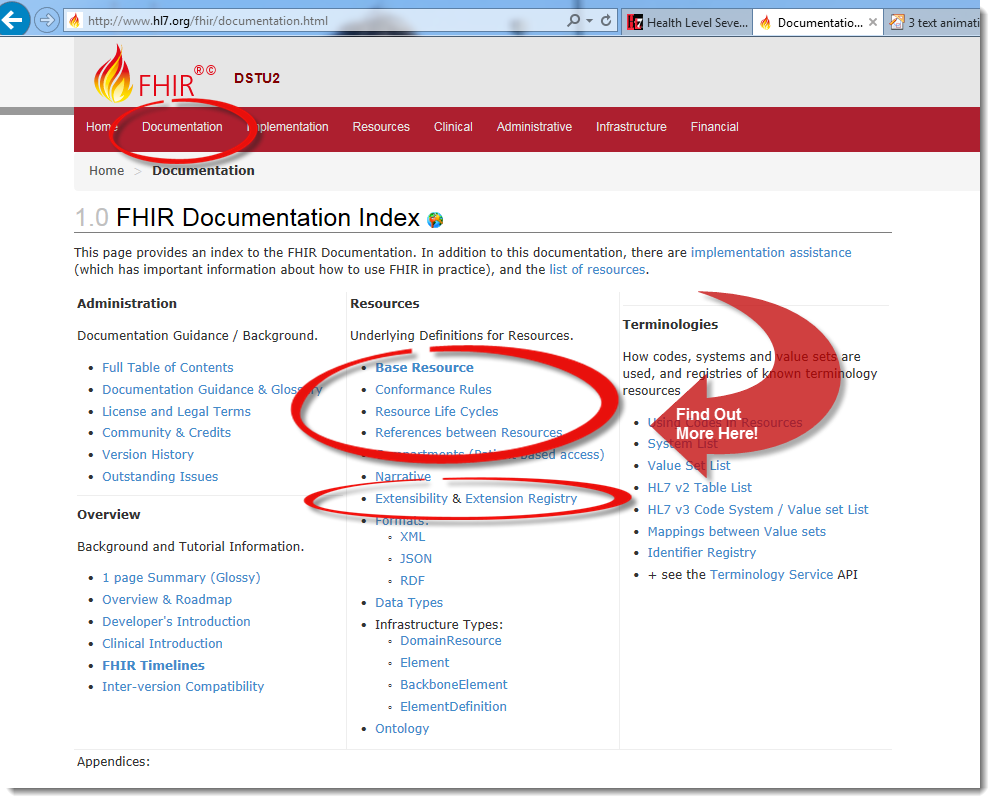 http://www.hl7.org/fhir/documentation.html
Health Level Seve...
Documentatio...
3 text animati
FHIR®© DSTU2
Home Documentation Implementation Resources Clinical Administrative Infrastructure Financial
Home > Documentation
1.0 FHIR Documentation Index
This page provides an index to the FHIR Documentation. In addition to this documentation, there are implementation assistance
(which has important information about how to use FHIR in practice), and the list of resources.
Administration
Documentation Guidance / Background.
Full Table of Contents
Documentation Guidance & Glossary
License and Legal Terms
Community & Credits
Version History
Outstanding Issues
Overview
Background and Tutorial Information.
1 page Summary (Glossy)
Overview & Roadmap
Developer's Introduction
Clinical Introduction
FHIR Timelines
Inter-version Compatibility
Resources
Underlying Definitions for Resources.
Base Resource
Conformance Rules
Resource Life Cycles
References between Resources
Compartments (Patient based access)
Narrative
Extensibility & Extension Registry
Formats:
XML
JSON
RDF
Data Types
Infrastructure Types:
DomainResource
Element
BackboneElement
ElementDefinition
Ontology
Terminologies
How codes, systems and value sets are
used, and registries of known terminology
resources
Using Codes in Resources
System List
Value Set List
HL7 v2 Table List
HL7 v3 Code System / Value set List
Mappings between Value sets
Identifier Registry
+ see the Terminology Service API
Find Out
More Here!
Appendices: